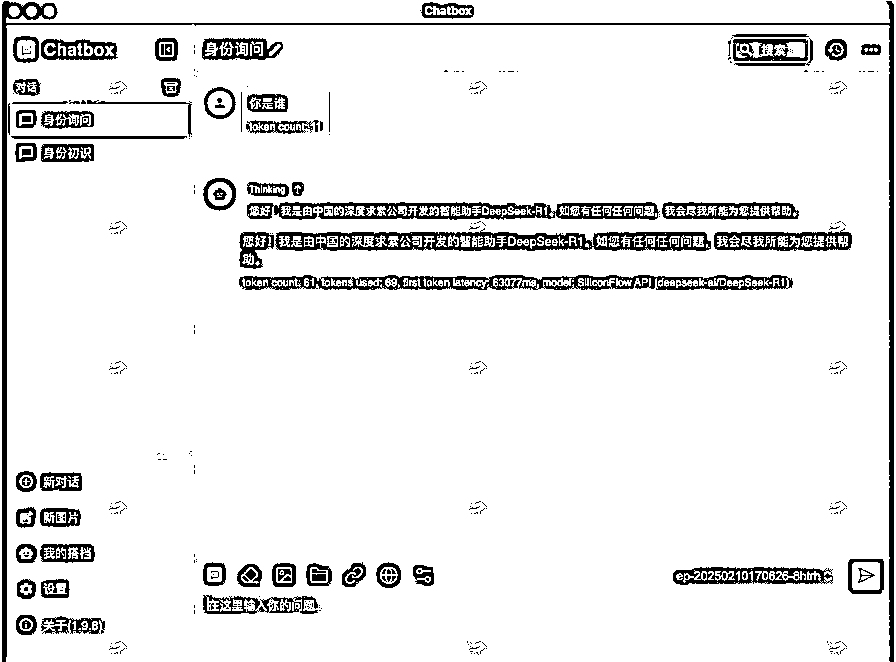 Chatbox
Chatbox
身份询问
搜索
对话
身份询问
身份初识
你是谁
token count: 11
Thinking
您好！我是由中国的深度求索公司开发的智能助手DeepSeek-R1。如您有任何任何问题，我会尽我所能为您提供帮助。
您好！我是由中国的深度求索公司开发的智能助手DeepSeek-R1。如您有任何任何问题，我会尽我所能为您提供帮
助。
token count: 61, tokens used: 69, first token latency: 63077ms, model: SiliconFlow API (deepseek-ai/DeepSeek-R1)
新对话
新图片
我的搭档
设置
关于(1.9.8)
在这里输入你的问题